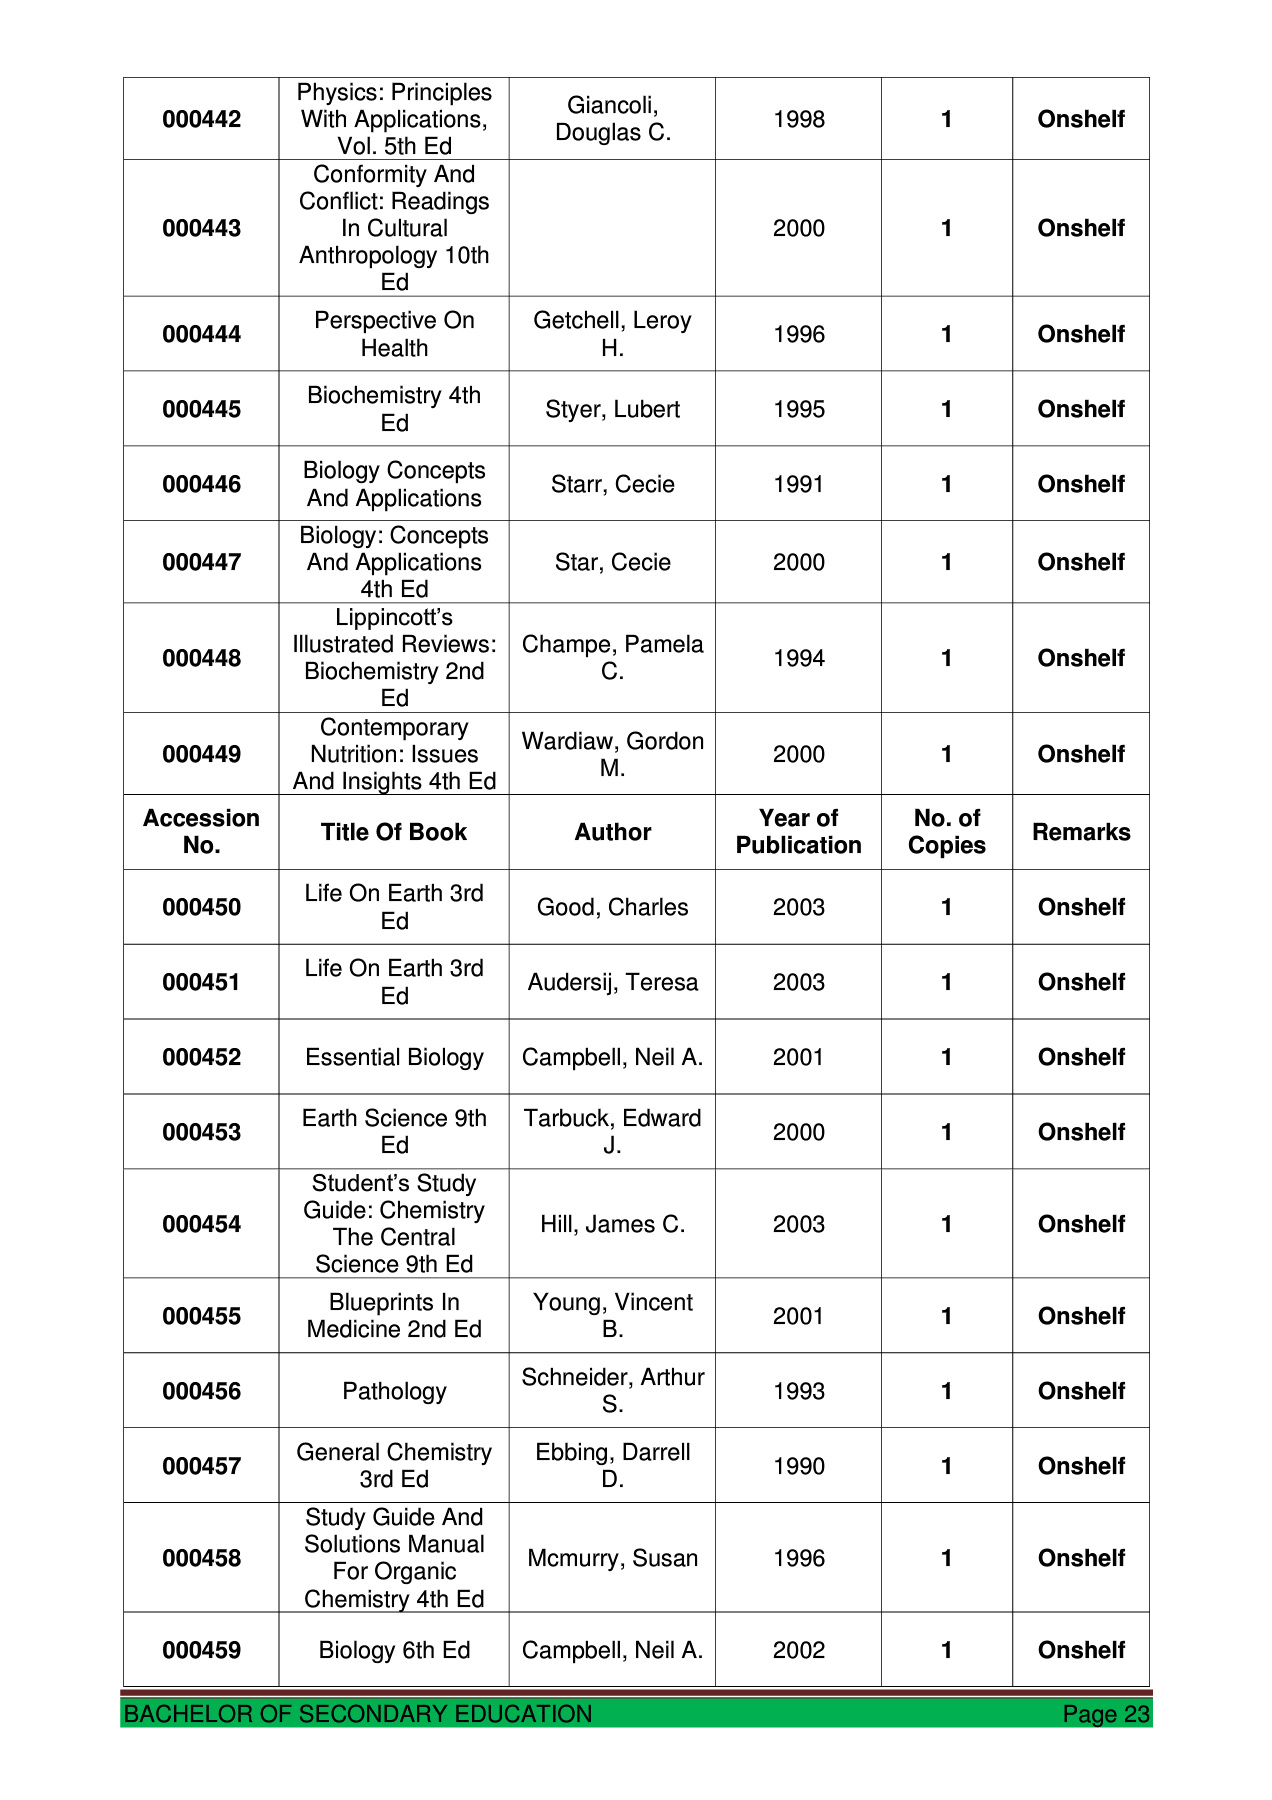 000442
Physics: Principles
With Applications,
Vol. 5th Ed
Giancoli,
Douglas C.
1998
1
Onshelf
000443
Conformity And
Conflict: Readings
In Cultural
Anthropology 10th
Ed
2000
1
Onshelf
000444
Perspective On
Health
Getchell, Leroy
H.
1996
1
Onshelf
000445
Biochemistry 4th
Ed
Styer, Lubert
1995
1
Onshelf
000446
Biology Concepts
And Applications
Starr, Cecie
1991
1
Onshelf
000447
Biology: Concepts
And Applications
4th Ed
Star, Cecie
2000
1
Onshelf
000448
Lippincott’s
Illustrated Reviews:
Biochemistry 2nd
Ed
Champe, Pamela
C.
1994
1
Onshelf
000449
Contemporary
Nutrition: Issues
And Insights 4th Ed
Wardiaw, Gordon
M.
2000
1
Onshelf
Accession
No.
Title Of Book
Author
Year of
Publication
No. of
Copies
Remarks
000450
Life On Earth 3rd
Ed
Good, Charles
2003
1
Onshelf
000451
Life On Earth 3rd
Ed
Audersij, Teresa
2003
1
Onshelf
000452
Essential Biology
Campbell, Neil A.
2001
1
Onshelf
000453
Earth Science 9th
Ed
Tarbuck, Edward
J.
2000
1
Onshelf
000454
Student’s Study
Guide: Chemistry
The Central
Science 9th Ed
Hill, James C.
2003
1
Onshelf
000455
Blueprints In
Medicine 2nd Ed
Young, Vincent
B.
2001
1
Onshelf
000456
Pathology
Schneider, Arthur
S.
1993
1
Onshelf
000457
General Chemistry
3rd Ed
Ebbing, Darrell
D.
1990
1
Onshelf
000458
Study Guide And
Solutions Manual
For Organic
Chemistry 4th Ed
Mcmurry, Susan
1996
1
Onshelf
000459
Biology 6th Ed
Campbell, Neil A.
2002
1
Onshelf
BACHELOR OF SECONDARY EDUCATION
Page 23